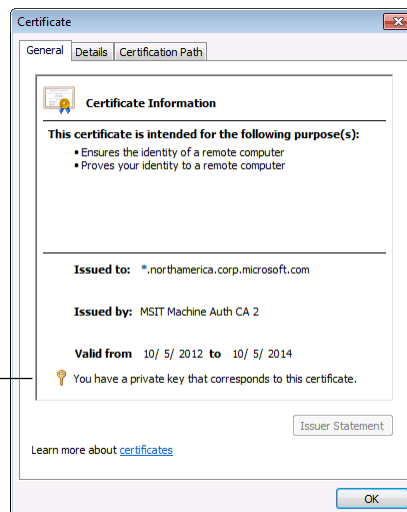 Certificate
General Details Certification Path
Certificate Information
This certificate is intended for the following purpose(s):
• Ensures the identity of a remote computer
• Proves your identity to a remote computer
Issued to: *.northamerica.corp.microsoft.com
Issued by: MSIT Machine Auth CA 2
Valid from 10/ 5/ 2012 to 10/ 5/ 2014
You have a private key that corresponds to this certificate.
Issuer Statement
Learn more about certificates
OK